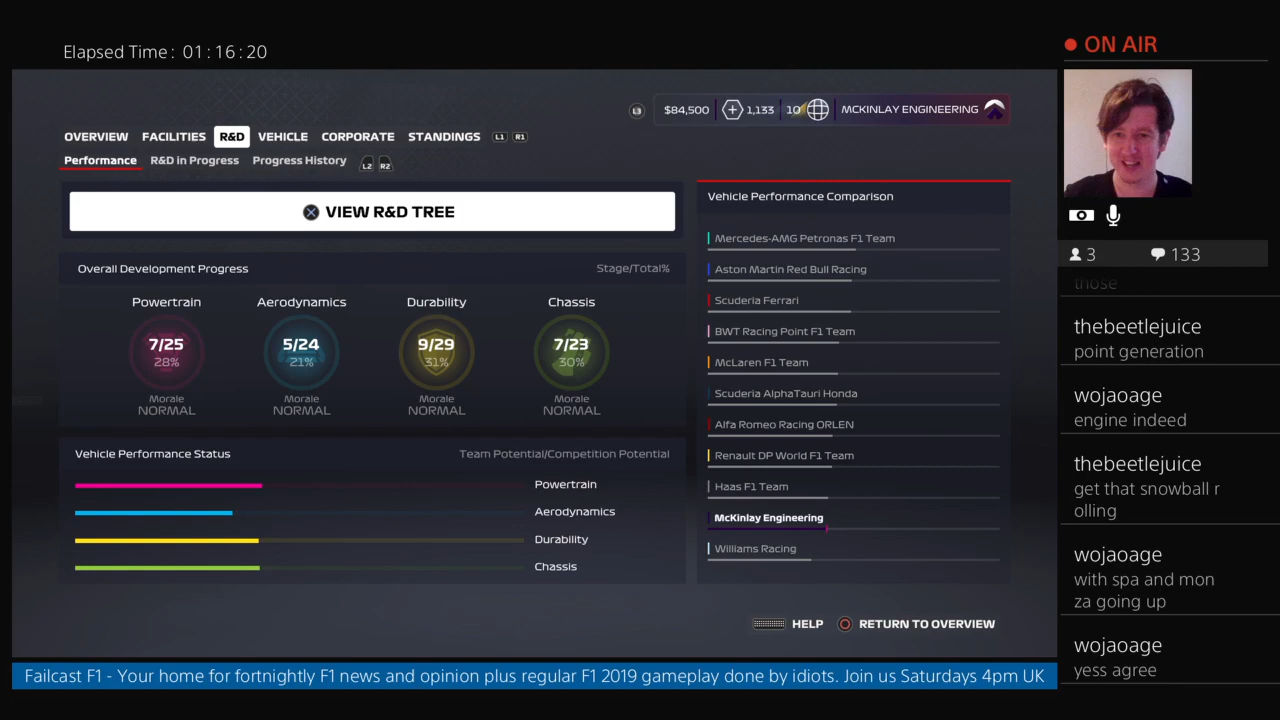 Elapsed Time: 01:16:20
ON AIR
$84,500
1,133
10
MCKINLAY ENGINEERING
OVERVIEW FACILITIES R&D VEHICLE CORPORATE STANDINGS L1 R1
Performance R&D in Progress Progress History L2 R2
VIEW R&D TREE
Overall Development Progress Stage/Total%
Powertrain Aerodynamics Durability Chassis
7/25 5/24 9/29 7/23
28% 21% 31% 30%
Morale Morale Morale Morale
NORMAL NORMAL NORMAL NORMAL
Vehicle Performance Status Team Potential/Competition Potential
Powertrain
Aerodynamics
Durability
Chassis
Vehicle Performance Comparison
Mercedes-AMG Petronas F1 Team
Aston Martin Red Bull Racing
Scuderia Ferrari
BWT Racing Point F1 Team
McLaren F1 Team
Scuderia AlphaTauri Honda
Alfa Romeo Racing ORLEN
Renault DP World F1 Team
Haas F1 Team
McKinlay Engineering
Williams Racing
HELP RETURN TO OVERVIEW
3 133
those
thebeetlejuice
point generation
wojaoage
engine indeed
thebeetlejuice
get that snowball r
olling
wojaoage
with spa and mon
za going up
wojaoage
yess agree
Failcast F1 - Your home for fortnightly F1 news and opinion plus regular F1 2019 gameplay done by idiots. Join us Saturdays 4pm UK